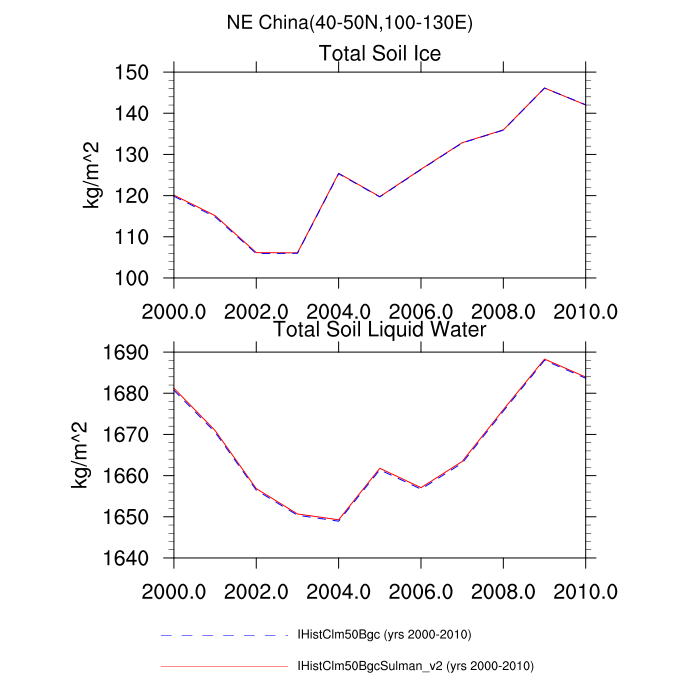 NE China(40-50N,100-130E)
Total Soil Ice
150
140
130
120
110
100
kg/m^2
2000.0 2002.0 2004.0 2006.0 2008.0 2010.0
Total Soil Liquid Water
1690
1680
1670
1660
1650
1640
kg/m^2
2000.0 2002.0 2004.0 2006.0 2008.0 2010.0
IHistClm50Bgc (yrs 2000-2010)
IHistClm50BgcSulman_v2 (yrs 2000-2010)